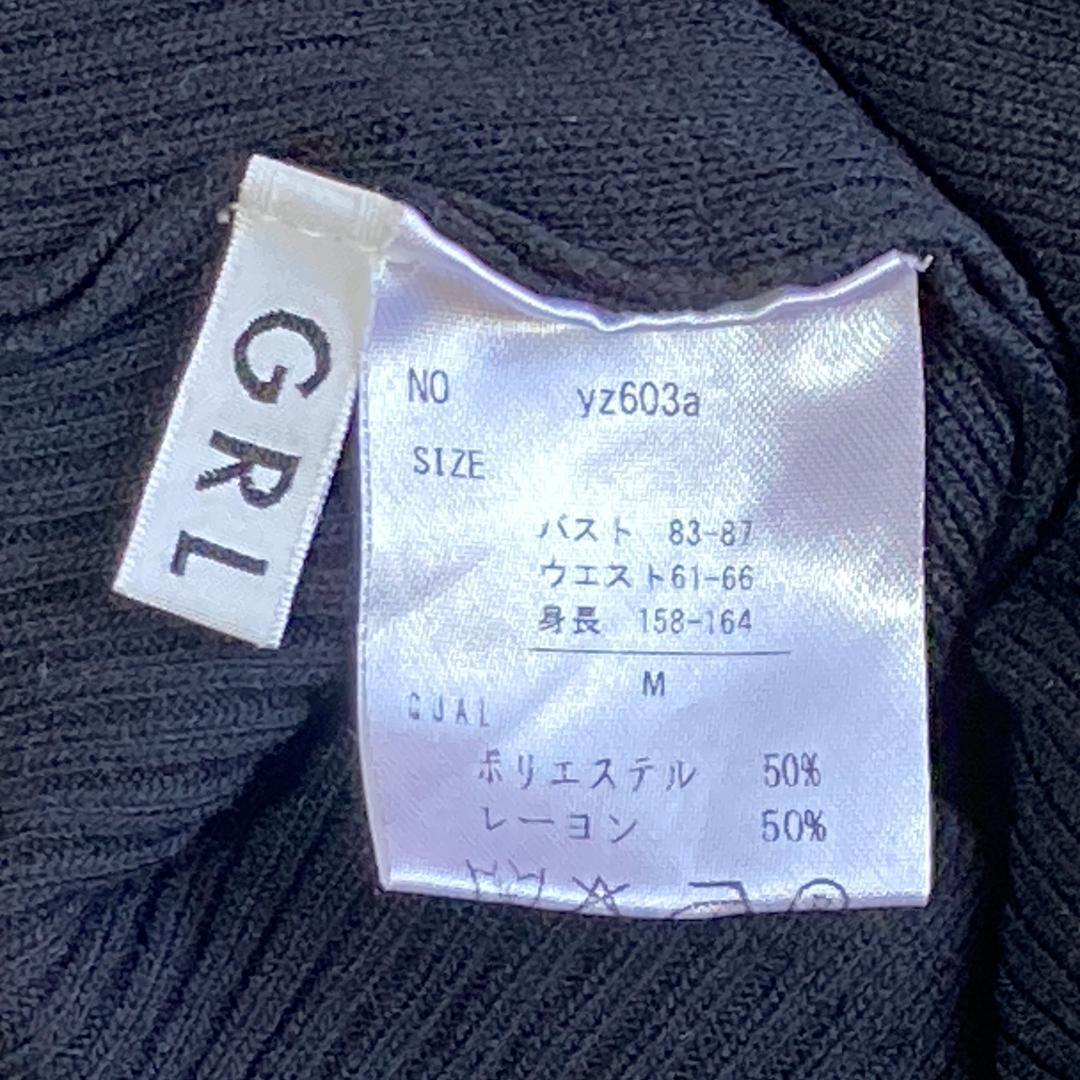 GRL
NO yz603a
SIZE
バスト 83-87
ウエスト61-66
身長 158-164
M
QUAL
ポリエステル 50%
レーヨン 50%